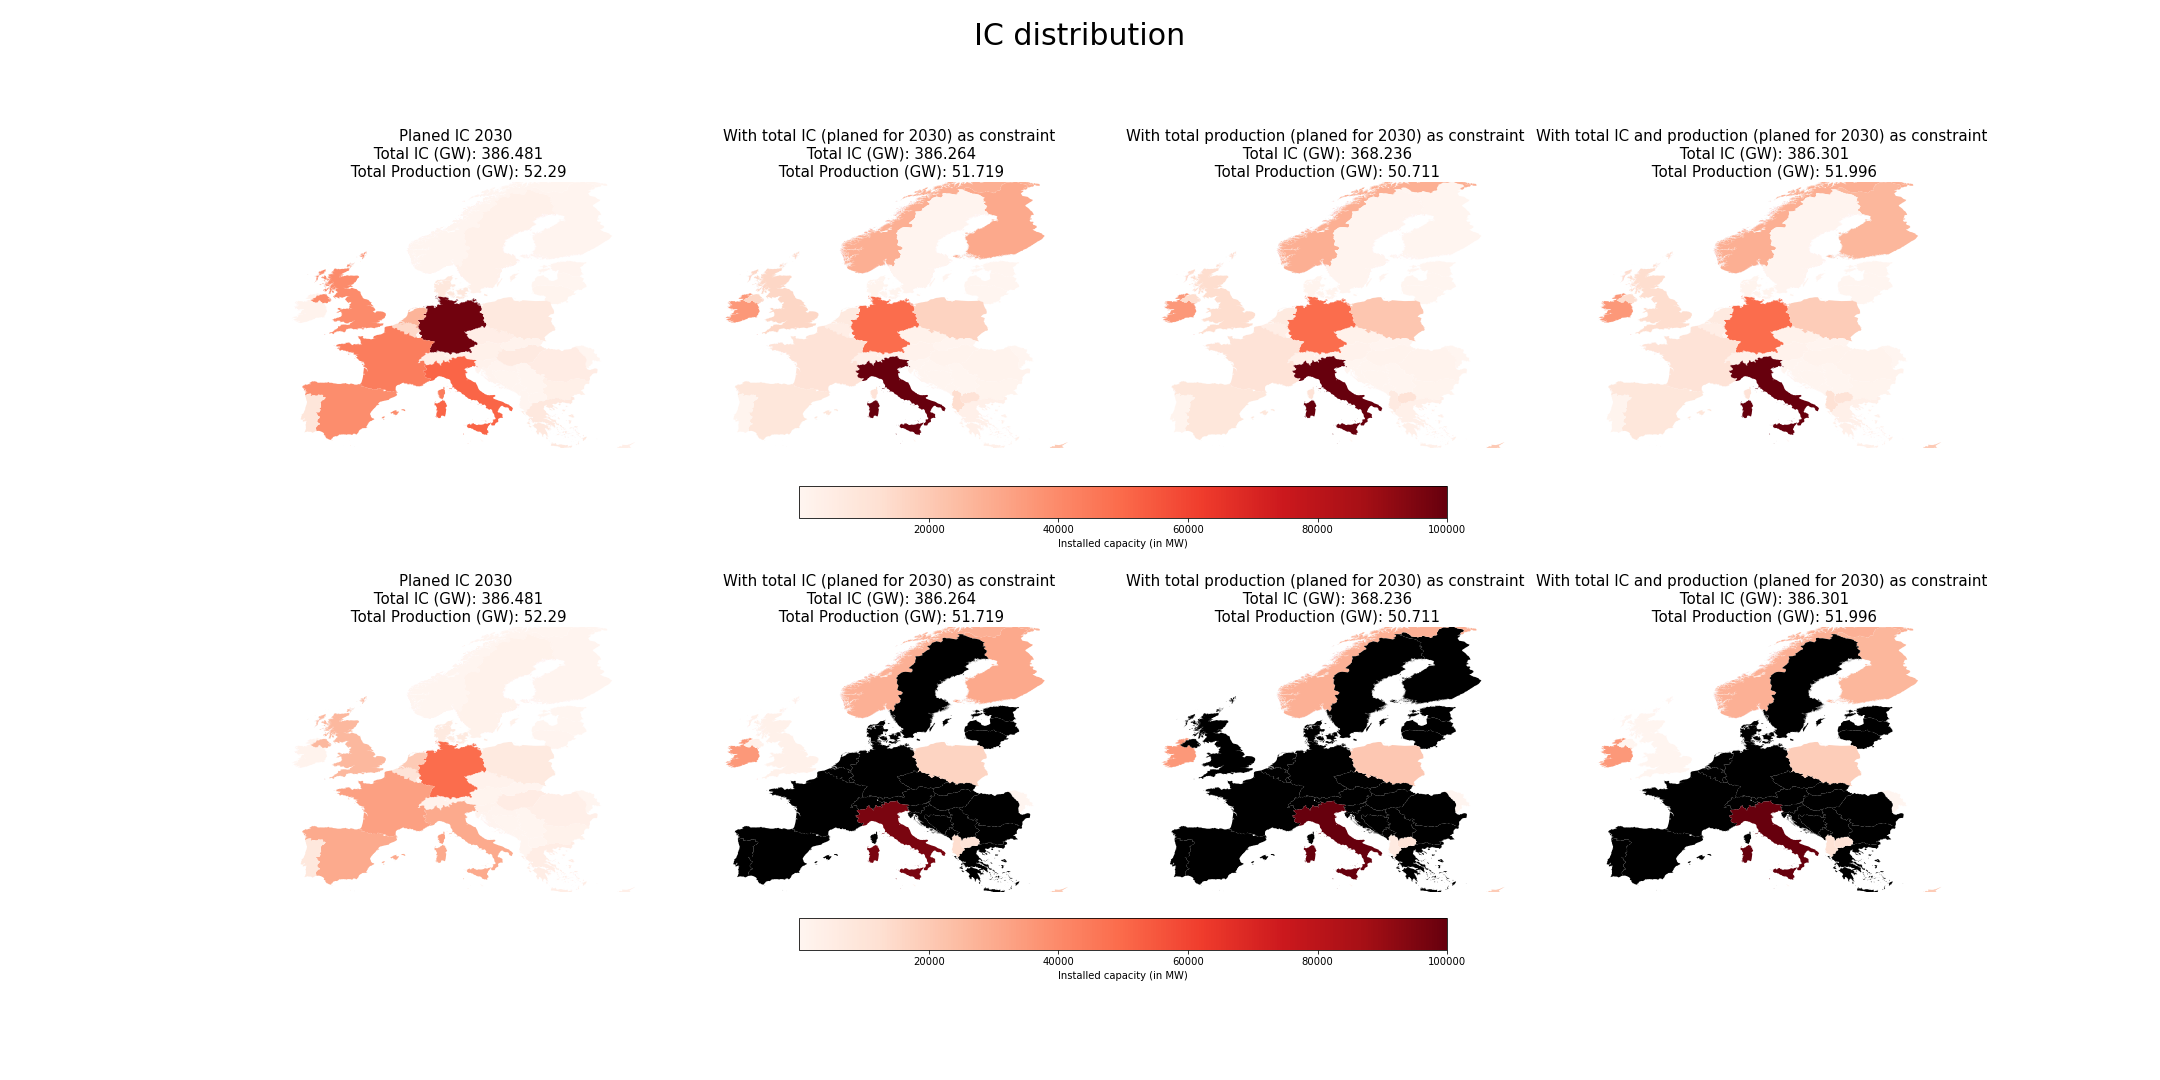 IC distribution
Planed IC 2030
Total IC (GW): 386.481
Total Production (GW): 52.29
With total IC (planed for 2030) as constraint
Total IC (GW): 386.264
Total Production (GW): 51.719
With total production (planed for 2030) as constraint
Total IC (GW): 368.236
Total Production (GW): 50.711
With total IC and production (planed for 2030) as constraint
Total IC (GW): 386.301
Total Production (GW): 51.996
20000 40000 60000 80000 100000
Installed capacity (in MW)
Planed IC 2030
Total IC (GW): 386.481
Total Production (GW): 52.29
With total IC (planed for 2030) as constraint
Total IC (GW): 386.264
Total Production (GW): 51.719
With total production (planed for 2030) as constraint
Total IC (GW): 368.236
Total Production (GW): 50.711
With total IC and production (planed for 2030) as constraint
Total IC (GW): 386.301
Total Production (GW): 51.996
20000 40000 60000 80000 100000
Installed capacity (in MW)